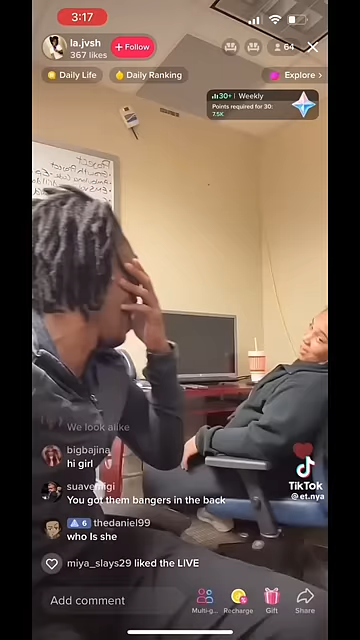 3:17
la.jvsh
367 likes
+ Follow
64
Daily Life
Daily Ranking
Explore >
30+ | Weekly
Points required for 30:
7.5K
Project
We look alike
bigbajina
hi girl
You got them bangers in the back
6 thedaniel99
who Is she
miya_slays29 liked the LIVE
TikTok
@et.nya
Add comment
Multi-g...
Recharge
Gift
Share